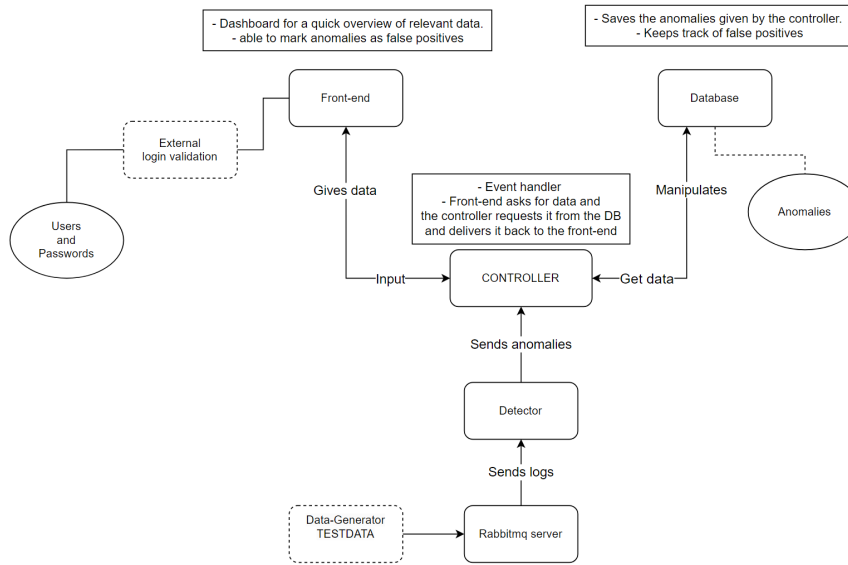 - Dashboard for a quick overview of relevant data.
- able to mark anomalies as false positives
- Saves the anomalies given by the controller.
- Keeps track of false positives
Front-end
Database
External
login validation
Users
and
Passwords
Gives data
- Event handler
- Front-end asks for data and
the controller requests it from the DB
and delivers it back to the front-end
Manipulates
Anomalies
Input
CONTROLLER
Get data
Sends anomalies
Detector
Sends logs
Data-Generator
TESTDATA
Rabbitmq server